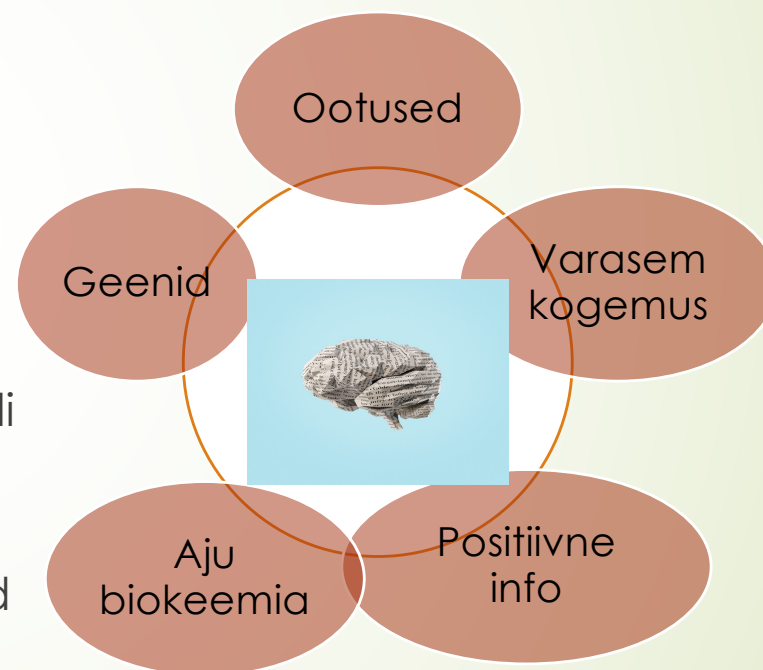 Ootused
Varasem
kogemus
Geenid
Positiivne
info
Aju
biokeemia